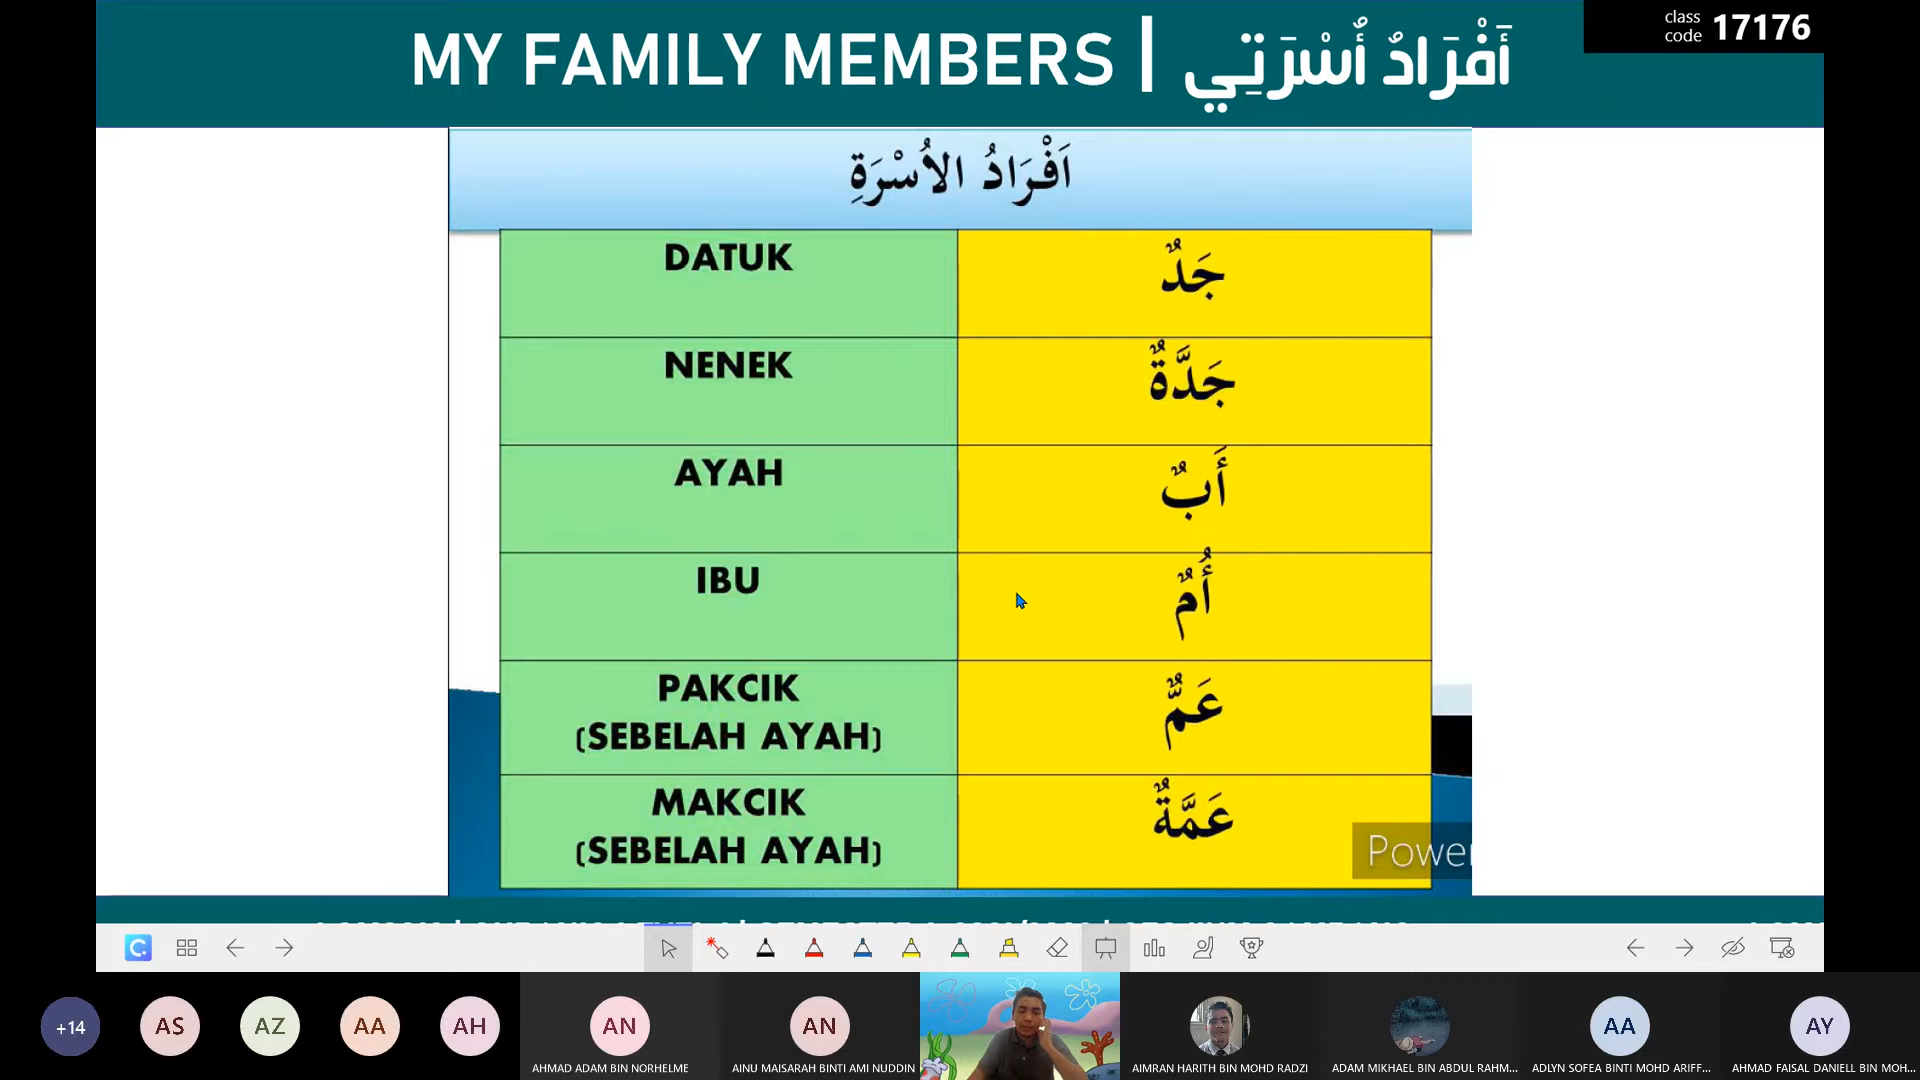 MY FAMILY MEMBERS | أَفْرَادٌ أُسْرَتِي
class code 17176
اَفْرَادُ الاُسْرَةِ
DATUK
جَدٌ
NENEK
جَدَّةٌ
AYAH
أَبٌ
IBU
أُمٌ
PAKCIK
(SEBELAH AYAH)
عَمٌّ
MAKCIK
(SEBELAH AYAH)
عَمَّةٌ
Power
+14
AS
AZ
AA
AH
AN
AN
AA
AY
AHMAD ADAM BIN NORHELME
AINU MAISARAH BINTI AMI NUDDIN
AIMRAN HARITH BIN MOHD RADZI
ADAM MIKHAEL BIN ABDUL RAHM...
ADLYN SOFEA BINTI MOHD ARIFF...
AHMAD FAISAL DANIELL BIN MOH...